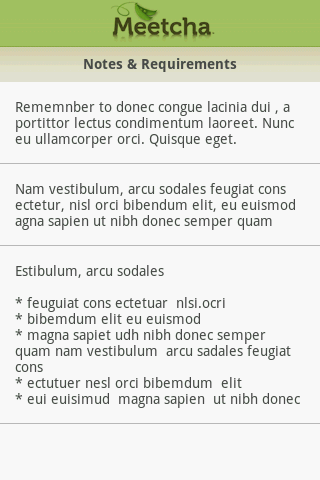 Meetcha
Notes & Requirements
Rememnber to donec congue lacinia dui , a
portittor lectus condimentum laoreet. Nunc
eu ullamcorper orci. Quisque eget.
Nam vestibulum, arcu sodales feugiat cons
ectetur, nisl orci bibendum elit, eu euismod
agna sapien ut nibh donec semper quam
Estibulum, arcu sodales
* feuguiat cons ectetuar  nlsi.ocri
* bibemdum elit eu euismod
* magna sapiet udh nibh donec semper
quam nam vestibulum  arcu sadales feugiat
cons
* ectutuer nesl orci bibemdum  elit
* eui euisimud  magna sapien  ut nibh donec